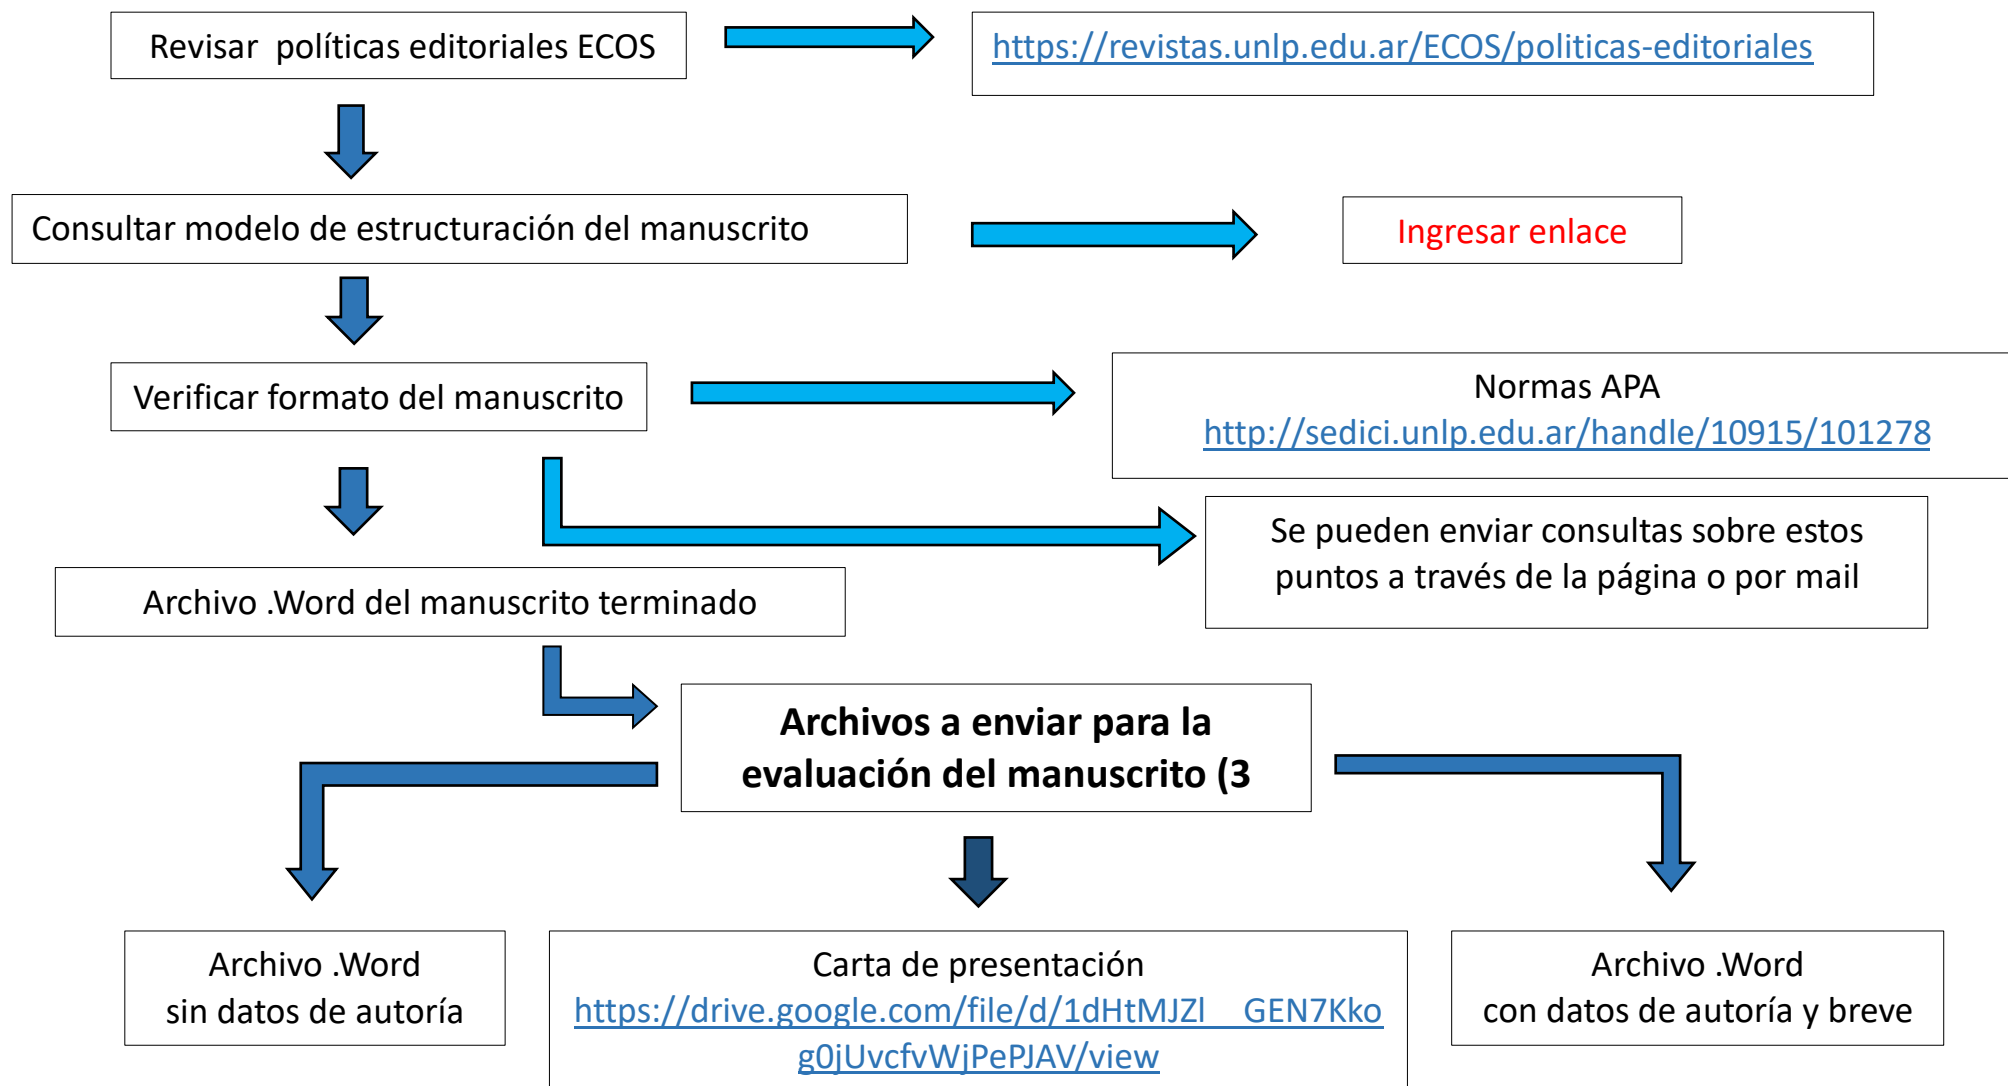 Revisar políticas editoriales ECOS
https://revistas.unlp.edu.ar/ECOS/politicas-editoriales
Consultar modelo de estructuración del manuscrito
Ingresar enlace
Verificar formato del manuscrito
Normas APA
http://sedici.unlp.edu.ar/handle/10915/101278
Se pueden enviar consultas sobre estos
puntos a través de la página o por mail
Archivo .Word del manuscrito terminado
Archivos a enviar para la
evaluación del manuscrito (3
Archivo .Word
sin datos de autoría
Carta de presentación
https://drive.google.com/file/d/1dHtMJZl__GEN7Kko
g0jUvcfvWjPePJAV/view
Archivo .Word
con datos de autoría y breve